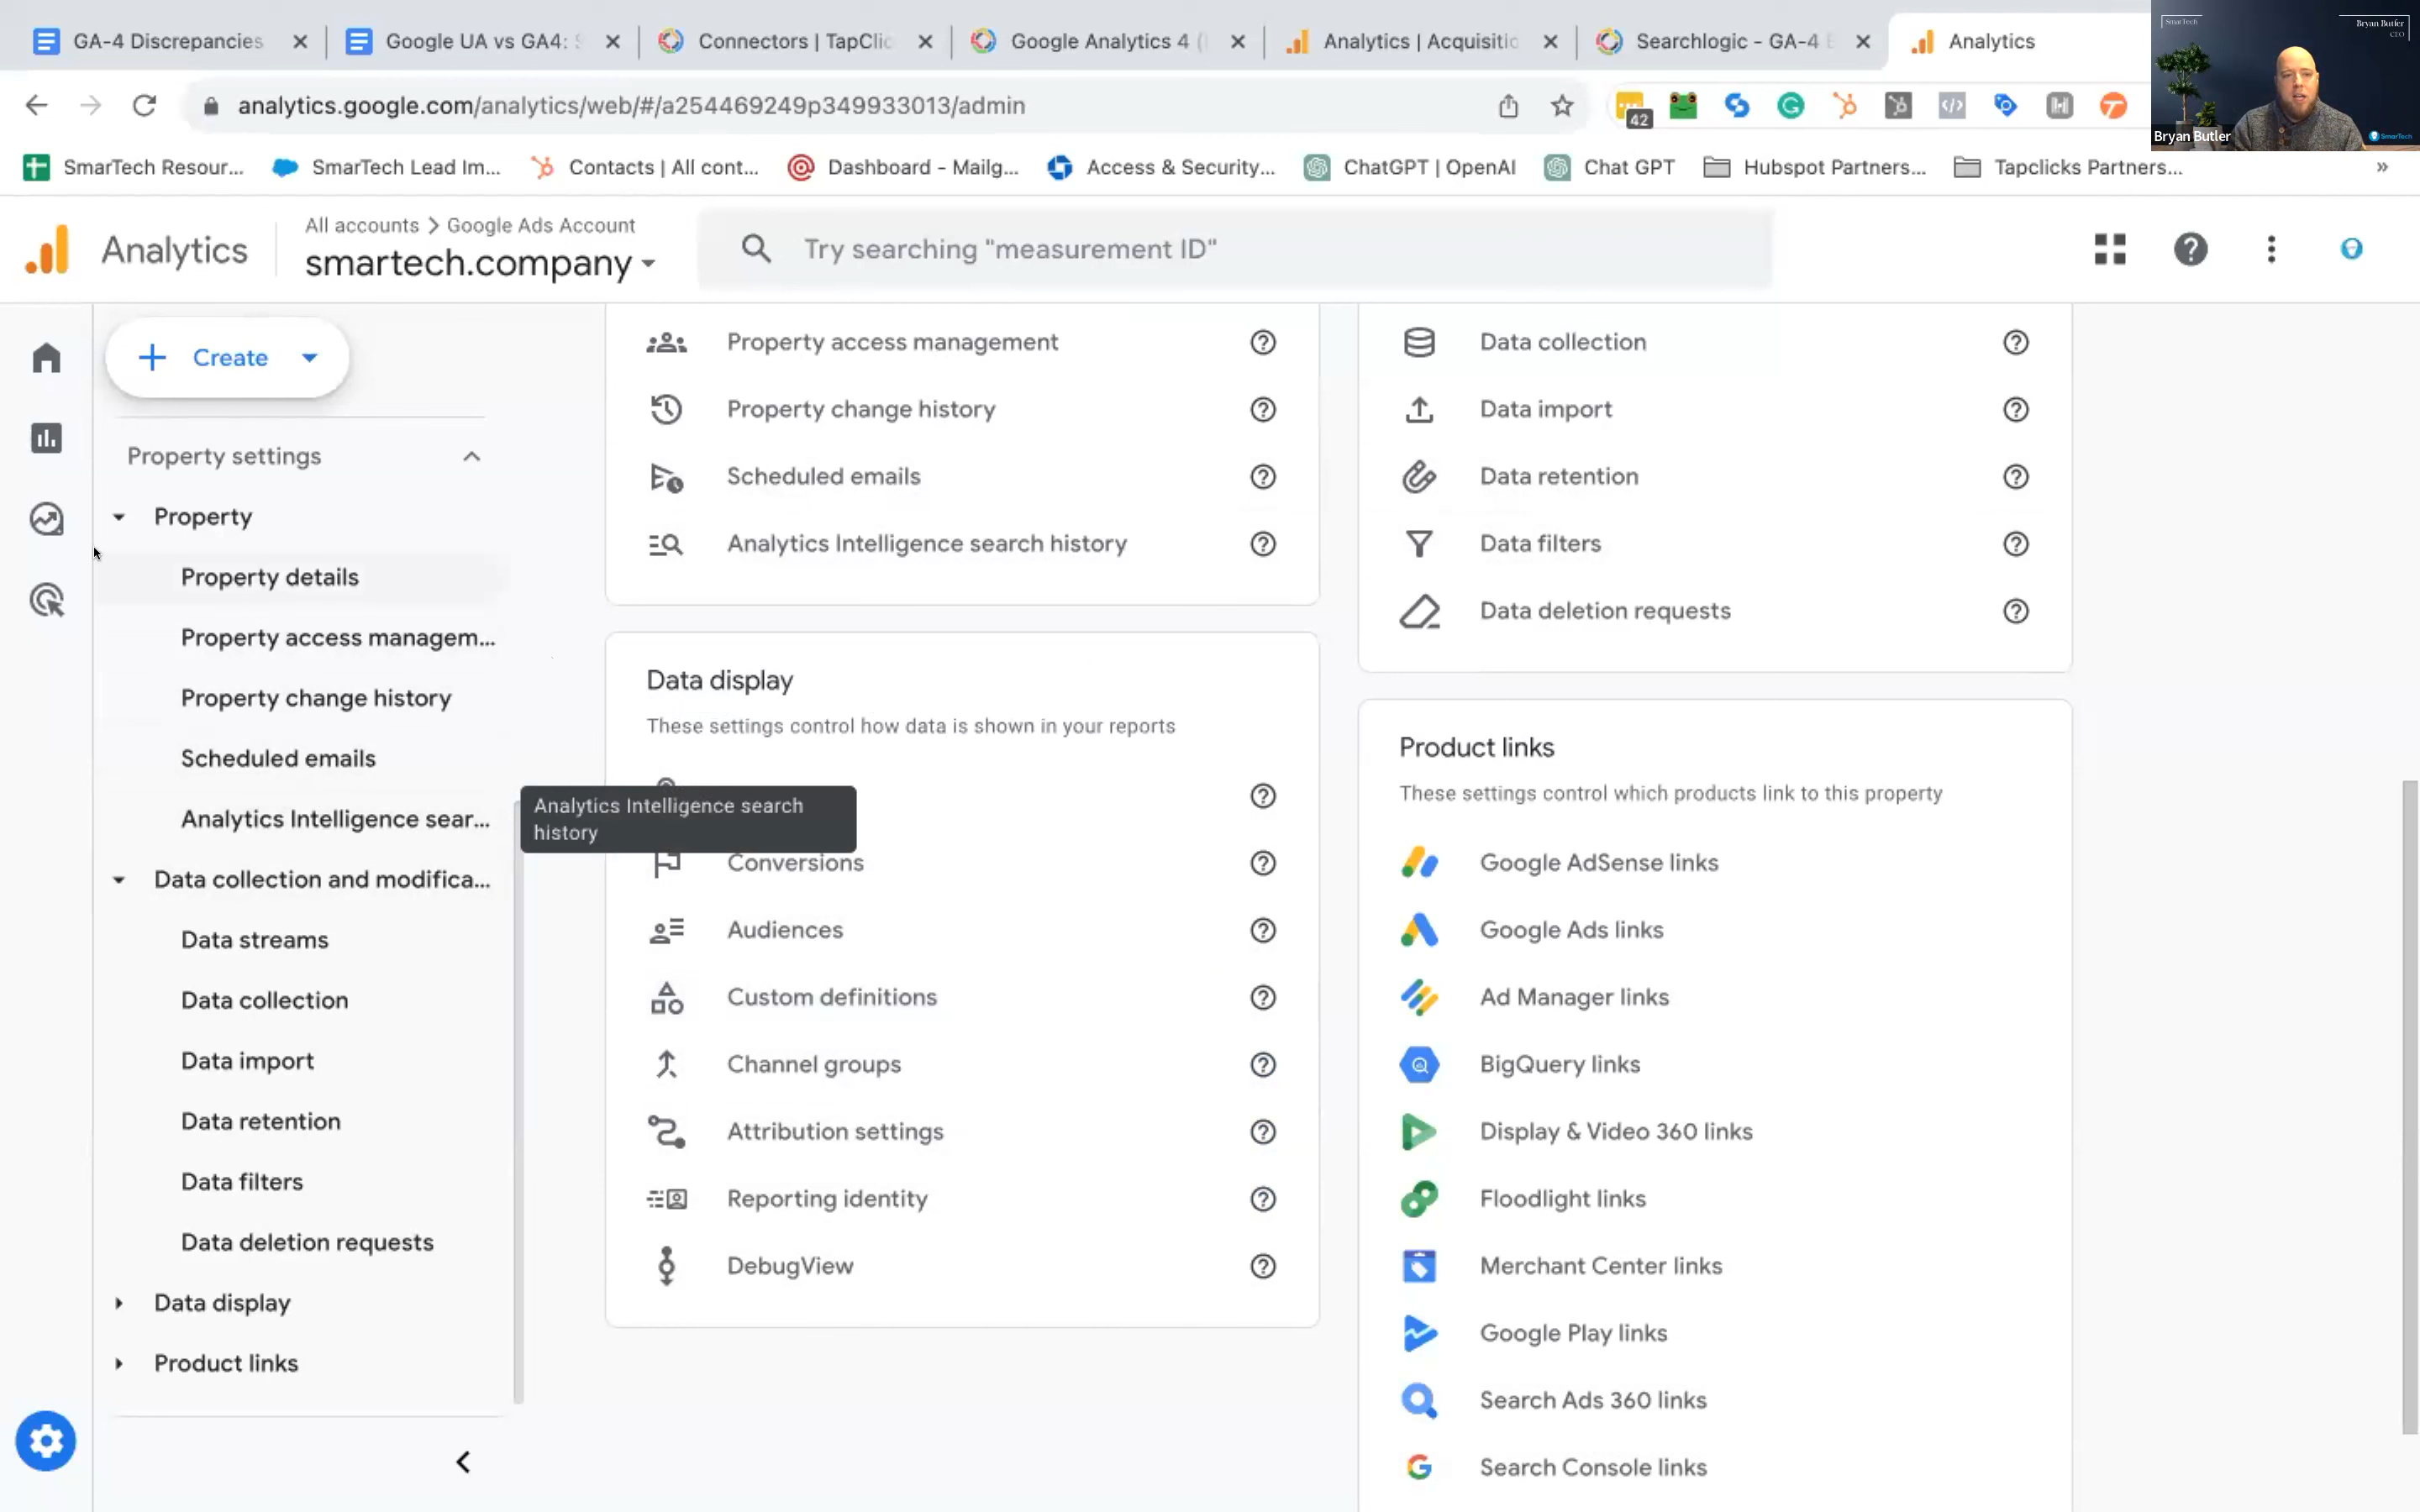 GA-4 Discrepancies
Google UA vs GA4:
Connectors | TapClic
Google Analytics 4 (
Analytics | Acquisitio
Searchlogic - GA-4
Analytics
analytics.google.com/analytics/web/#/a254469249p349933013/admin
42
SmarTech
Bryan Butler
CEO
Bryan Butler
SmarTech
SmarTech Resour...
SmarTech Lead Im...
Contacts | All cont...
Dashboard - Mailg...
Access & Security...
ChatGPT | OpenAI
Chat GPT
Hubspot Partners...
Tapclicks Partners...
»
Analytics
All accounts > Google Ads Account
smartech.company
Try searching "measurement ID"
Create
Property settings
Property
Property details
Property access managem...
Property change history
Scheduled emails
Analytics Intelligence sear...
Data collection and modifica...
Data streams
Data collection
Data import
Data retention
Data filters
Data deletion requests
Data display
Product links
Property access management
Property change history
Scheduled emails
Analytics Intelligence search history
Data display
These settings control how data is shown in your reports
Analytics Intelligence search
history
Conversions
Audiences
Custom definitions
Channel groups
Attribution settings
Reporting identity
DebugView
Data collection
Data import
Data retention
Data filters
Data deletion requests
Product links
These settings control which products link to this property
Google AdSense links
Google Ads links
Ad Manager links
BigQuery links
Display & Video 360 links
Floodlight links
Merchant Center links
Google Play links
Search Ads 360 links
Search Console links